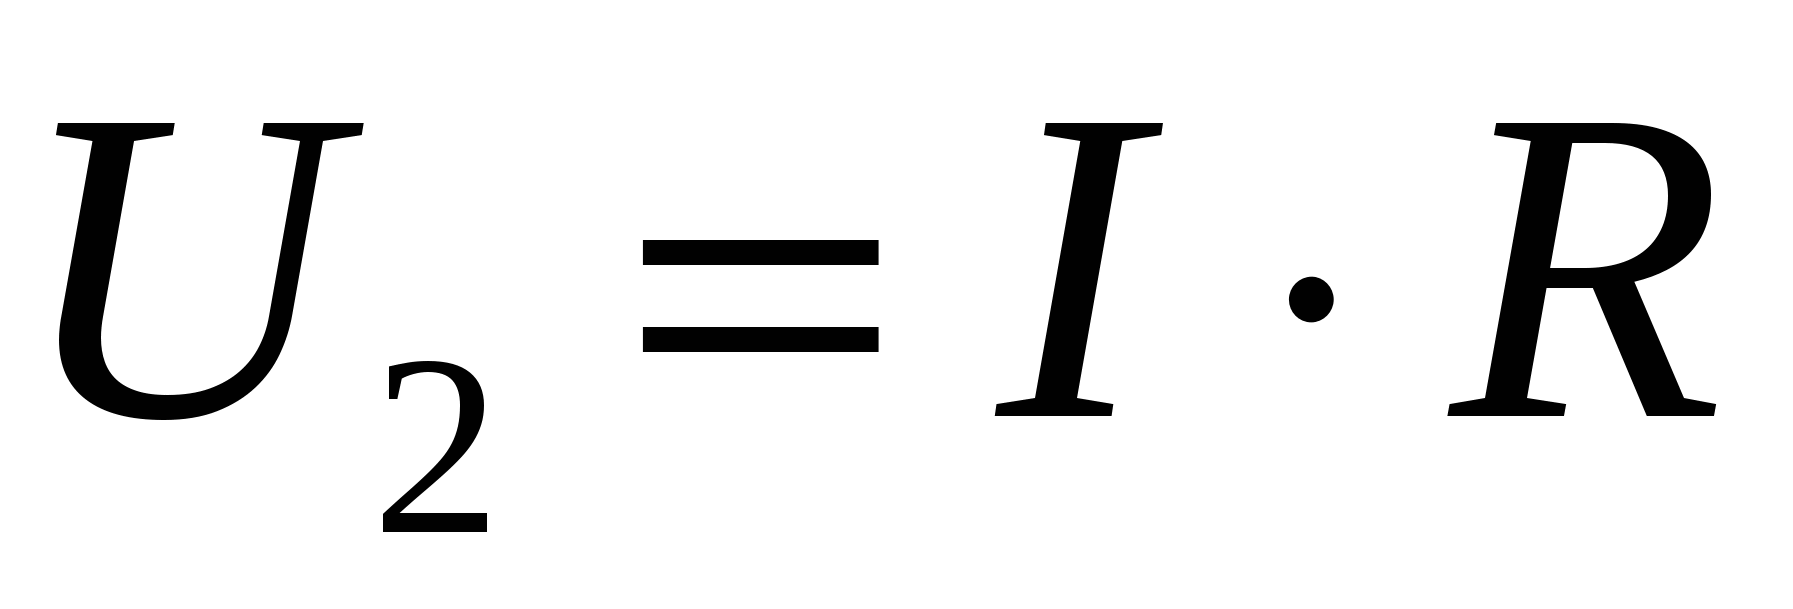 U₂ = I · R